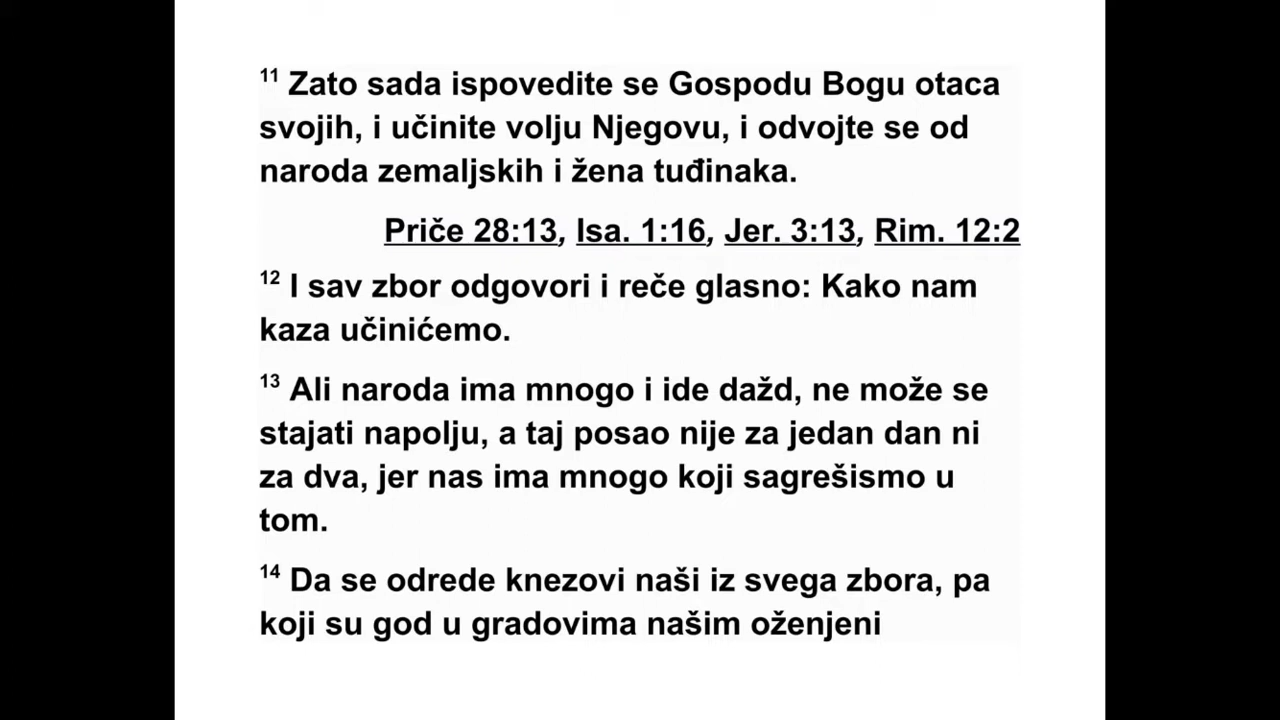 11 Zato sada ispovedite se Gospodu Bogu otaca
svojih, i učinite volju Njegovu, i odvojte se od
naroda zemaljskih i žena tuđinaka.
Priče 28:13, Isa. 1:16, Jer. 3:13, Rim. 12:2
12 I sav zbor odgovori i reče glasno: Kako nam
kaza učinićemo.
13 Ali naroda ima mnogo i ide dažd, ne može se
stajati napolju, a taj posao nije za jedan dan ni
za dva, jer nas ima mnogo koji sagrešismo u
tom.
14 Da se odrede knezovi naši iz svega zbora, pa
koji su god u gradovima našim oženjeni